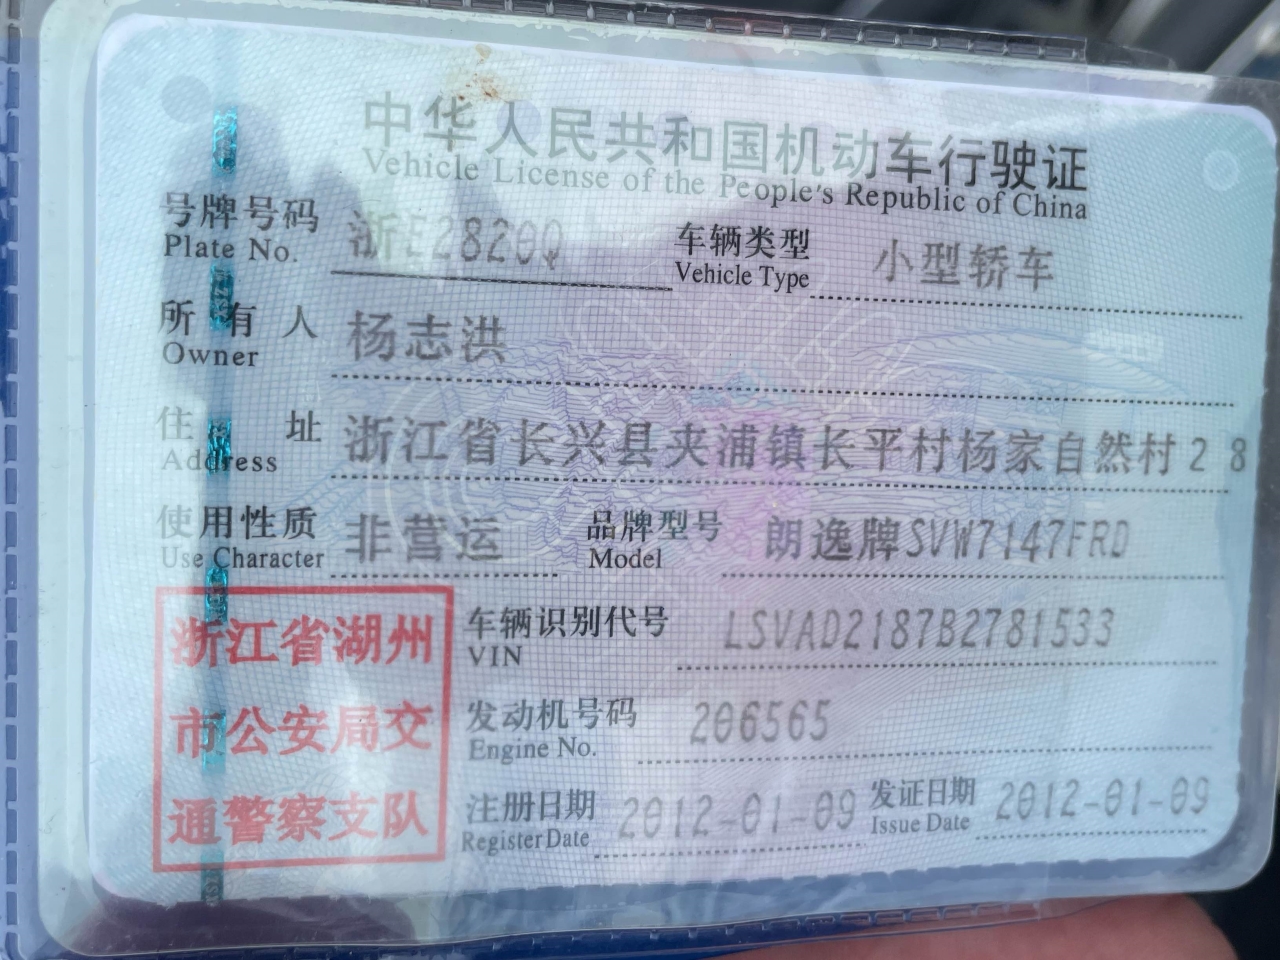 中华人民共和国机动车行驶证
Vehicle License of the People's Republic of China
号牌号码 浙E2820Q 车辆类型 小型轿车
Plate No. Vehicle Type
所有人 杨志洪
Owner
住址 浙江省长兴县夹浦镇长平村杨家自然村28
Address
使用性质 非营运 品牌型号 朗逸牌SVW7147FRD
Use Character Model
浙江省湖州
市公安局交
通警察支队
车辆识别代号 LSVAD2187B2781533
VIN
发动机号码 206565
Engine No.
注册日期 2012-01-09 发证日期 2012-01-09
Register Date Issue Date